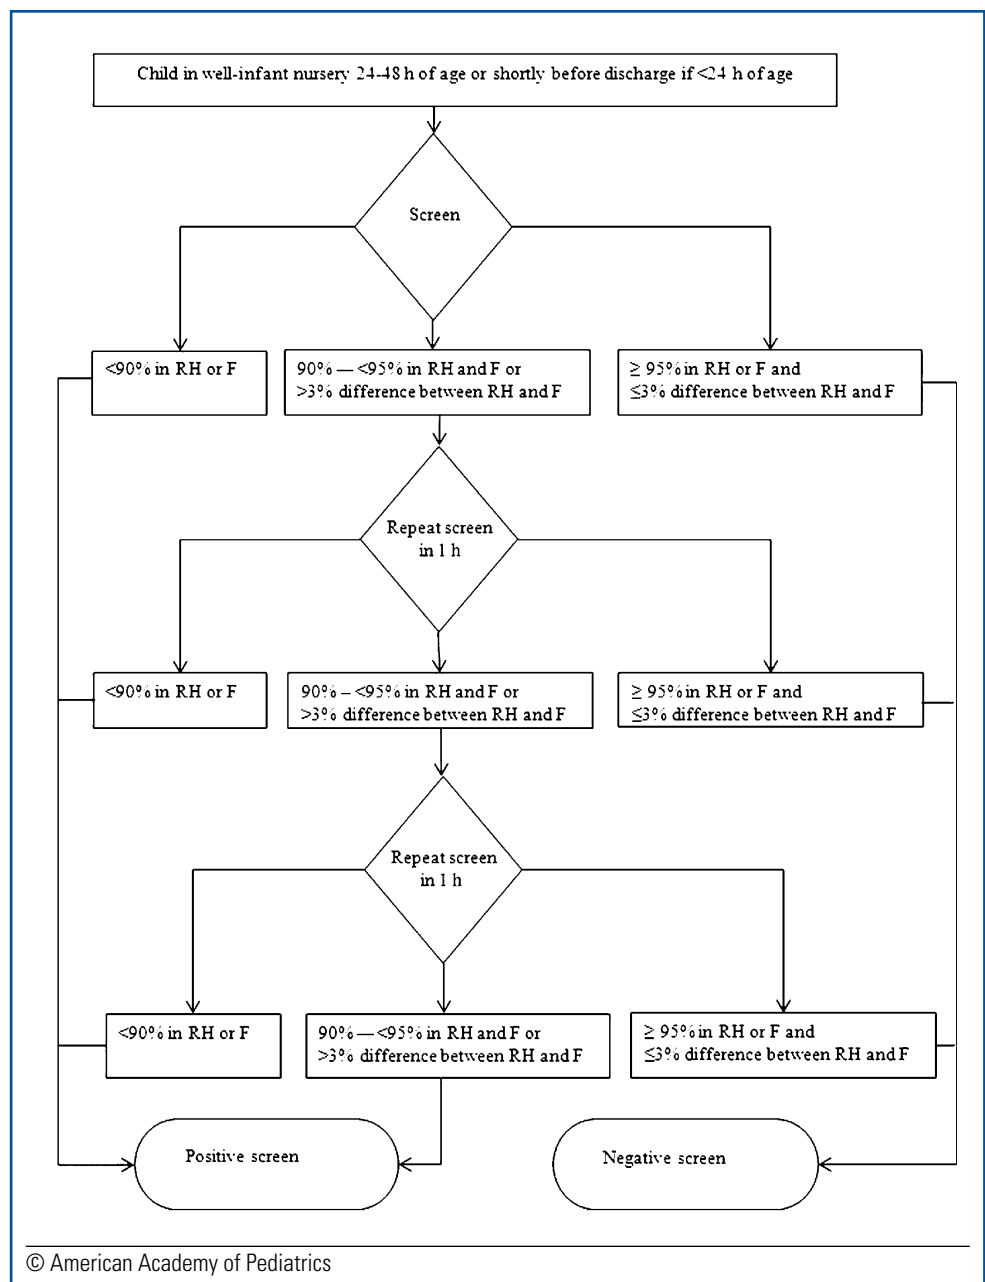 Child in well-infant nursery 24-48 h of age or shortly before discharge if <24 h of age
Screen
<90% in RH or F
90% — <95% in RH and F or
>3% difference between RH and F
≥ 95% in RH or F and
≤3% difference between RH and F
Repeat screen
in 1 h
<90% in RH or F
90% – <95% in RH and F or
>3% difference between RH and F
≥ 95% in RH or F and
≤3% difference between RH and F
Repeat screen
in 1 h
<90% in RH or F
90% — <95% in RH and F or
>3% difference between RH and F
≥ 95% in RH or F and
≤3% difference between RH and F
Positive screen
Negative screen
© American Academy of Pediatrics